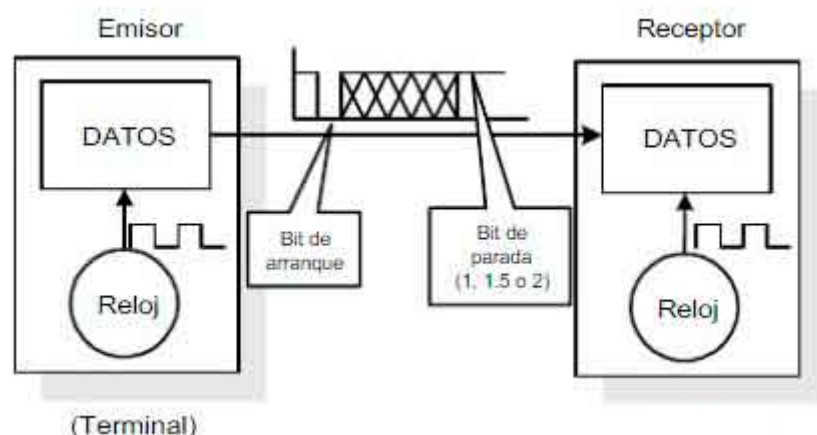 Emisor
Receptor
DATOS
DATOS
Bit de
arranque
Bit de
parada
(1, 1.5 o 2)
Reloj
Reloj
(Terminal)